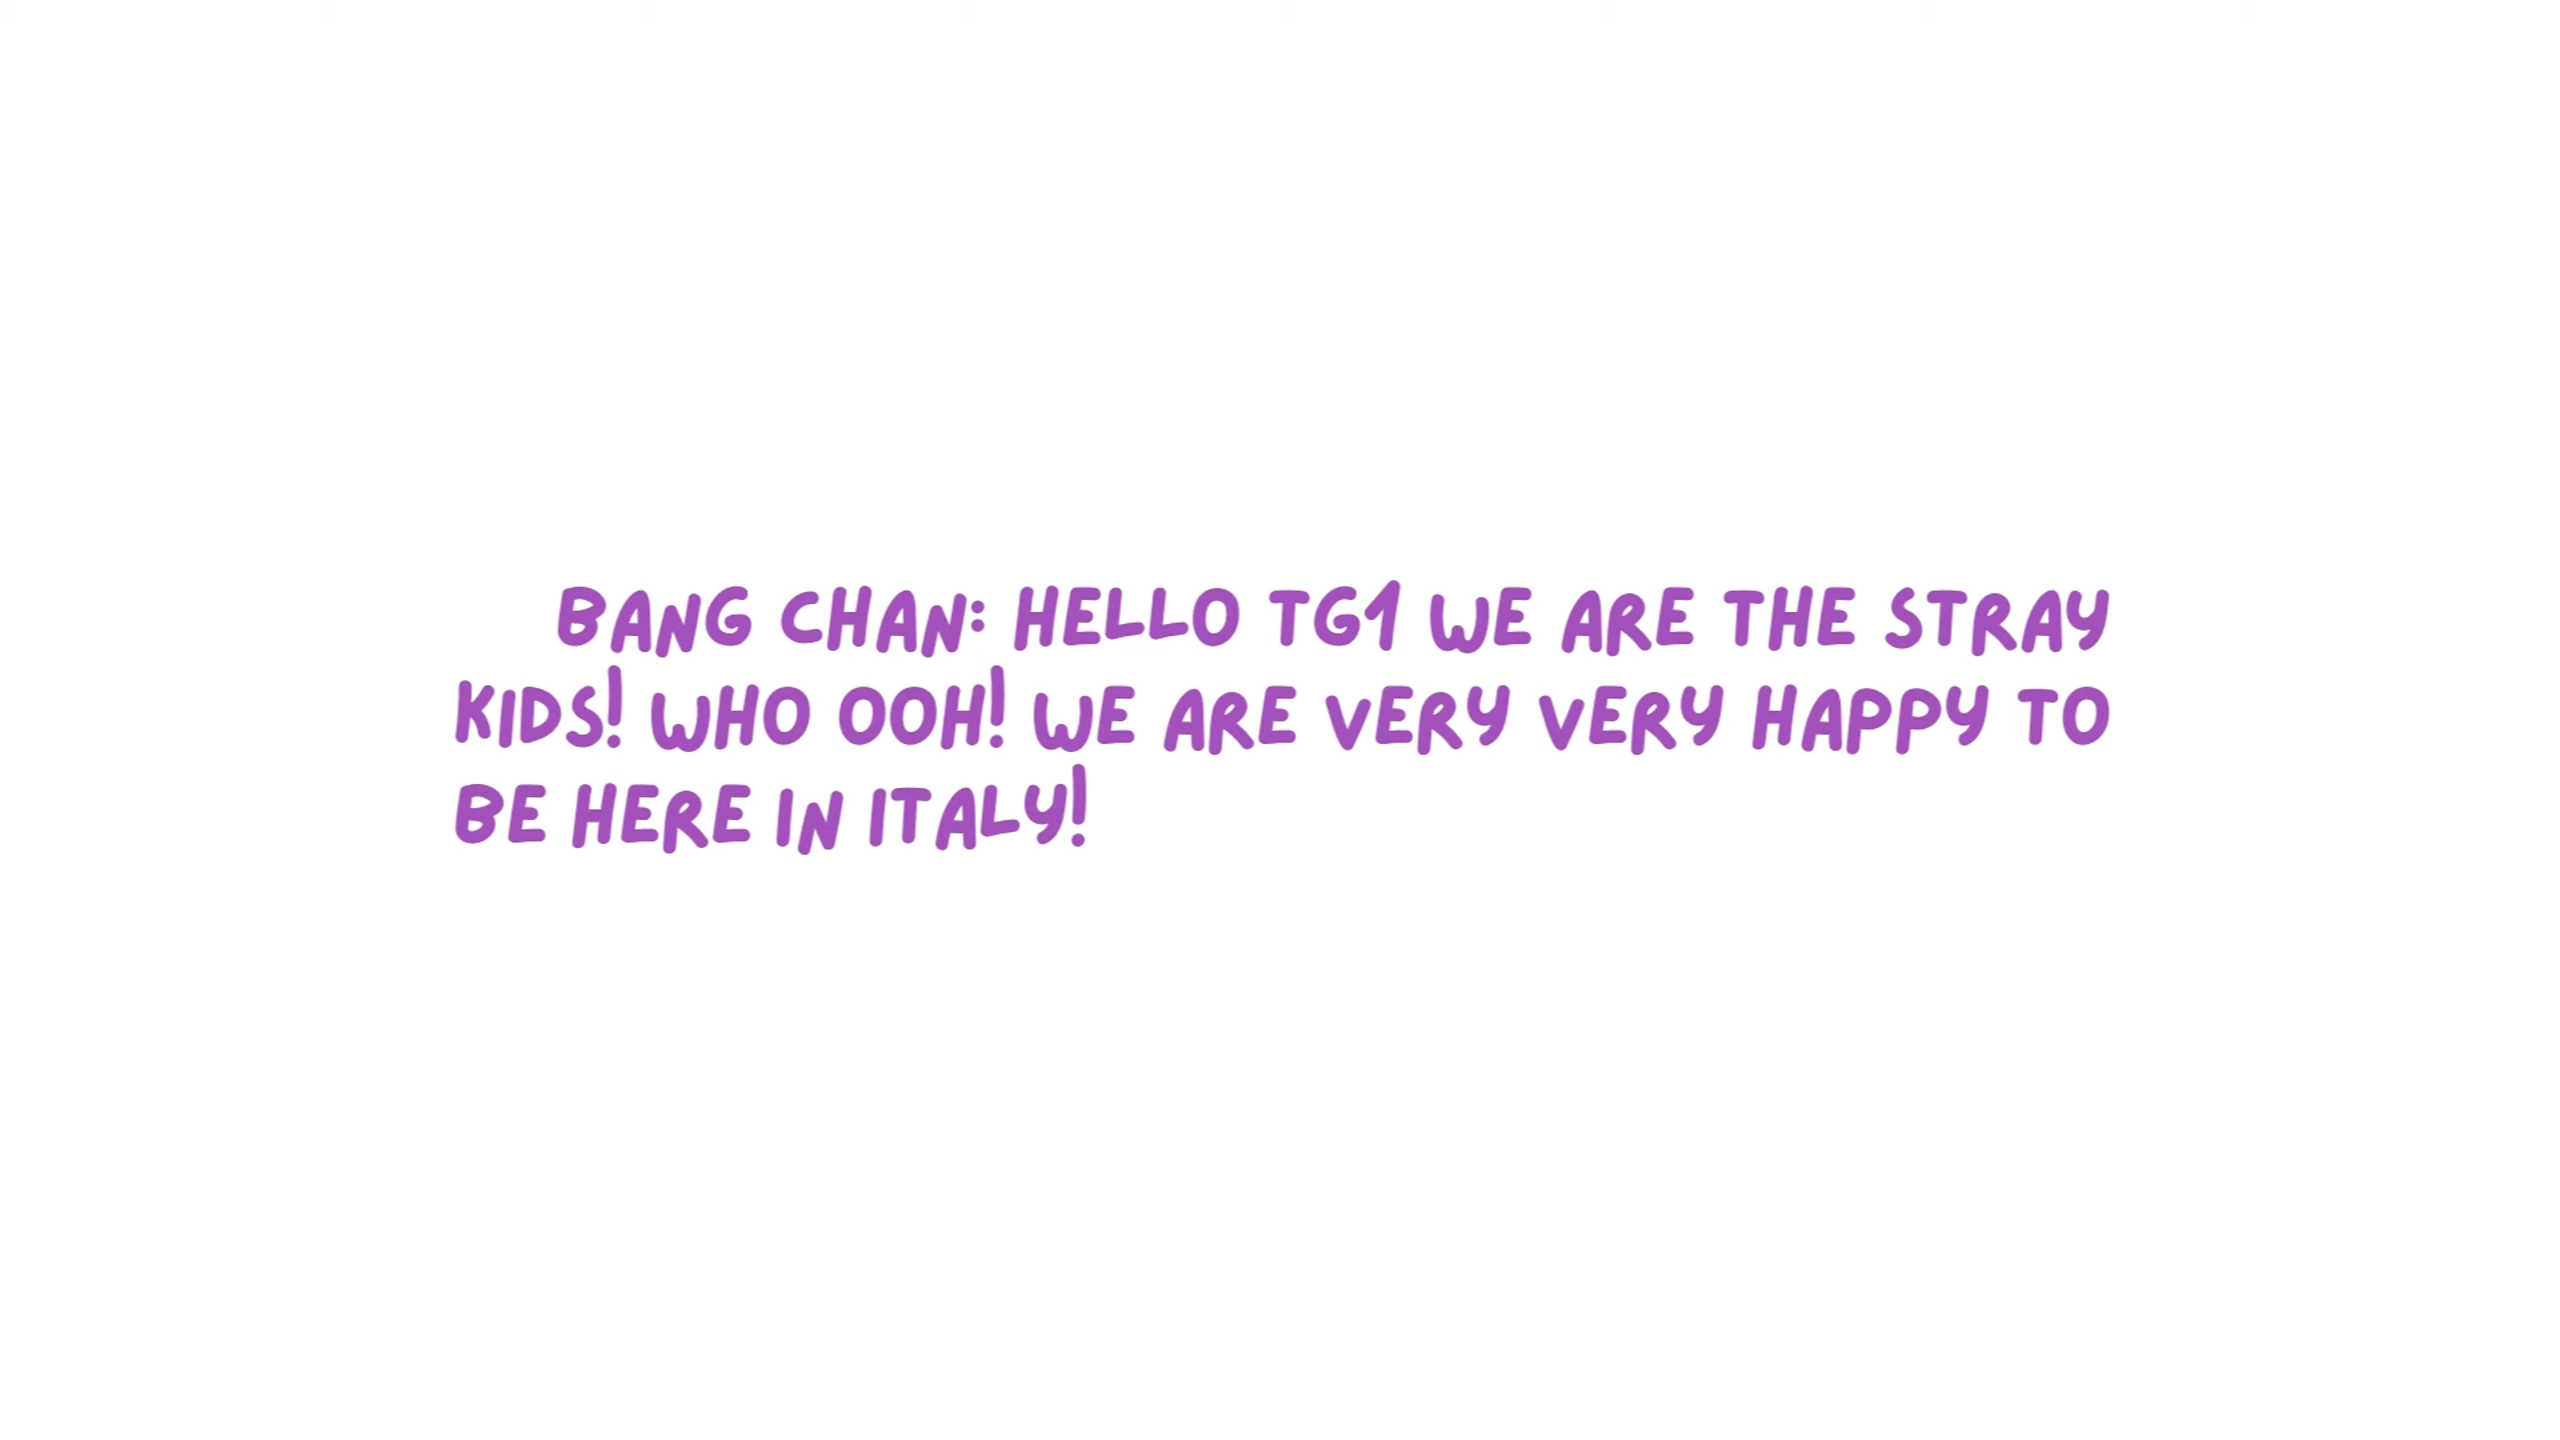 BANG CHAN: HELLO TG1 WE ARE THE STRAY
KIDS! WHO OOH! WE ARE VERY VERY HAPPY TO
BE HERE IN ITALY!